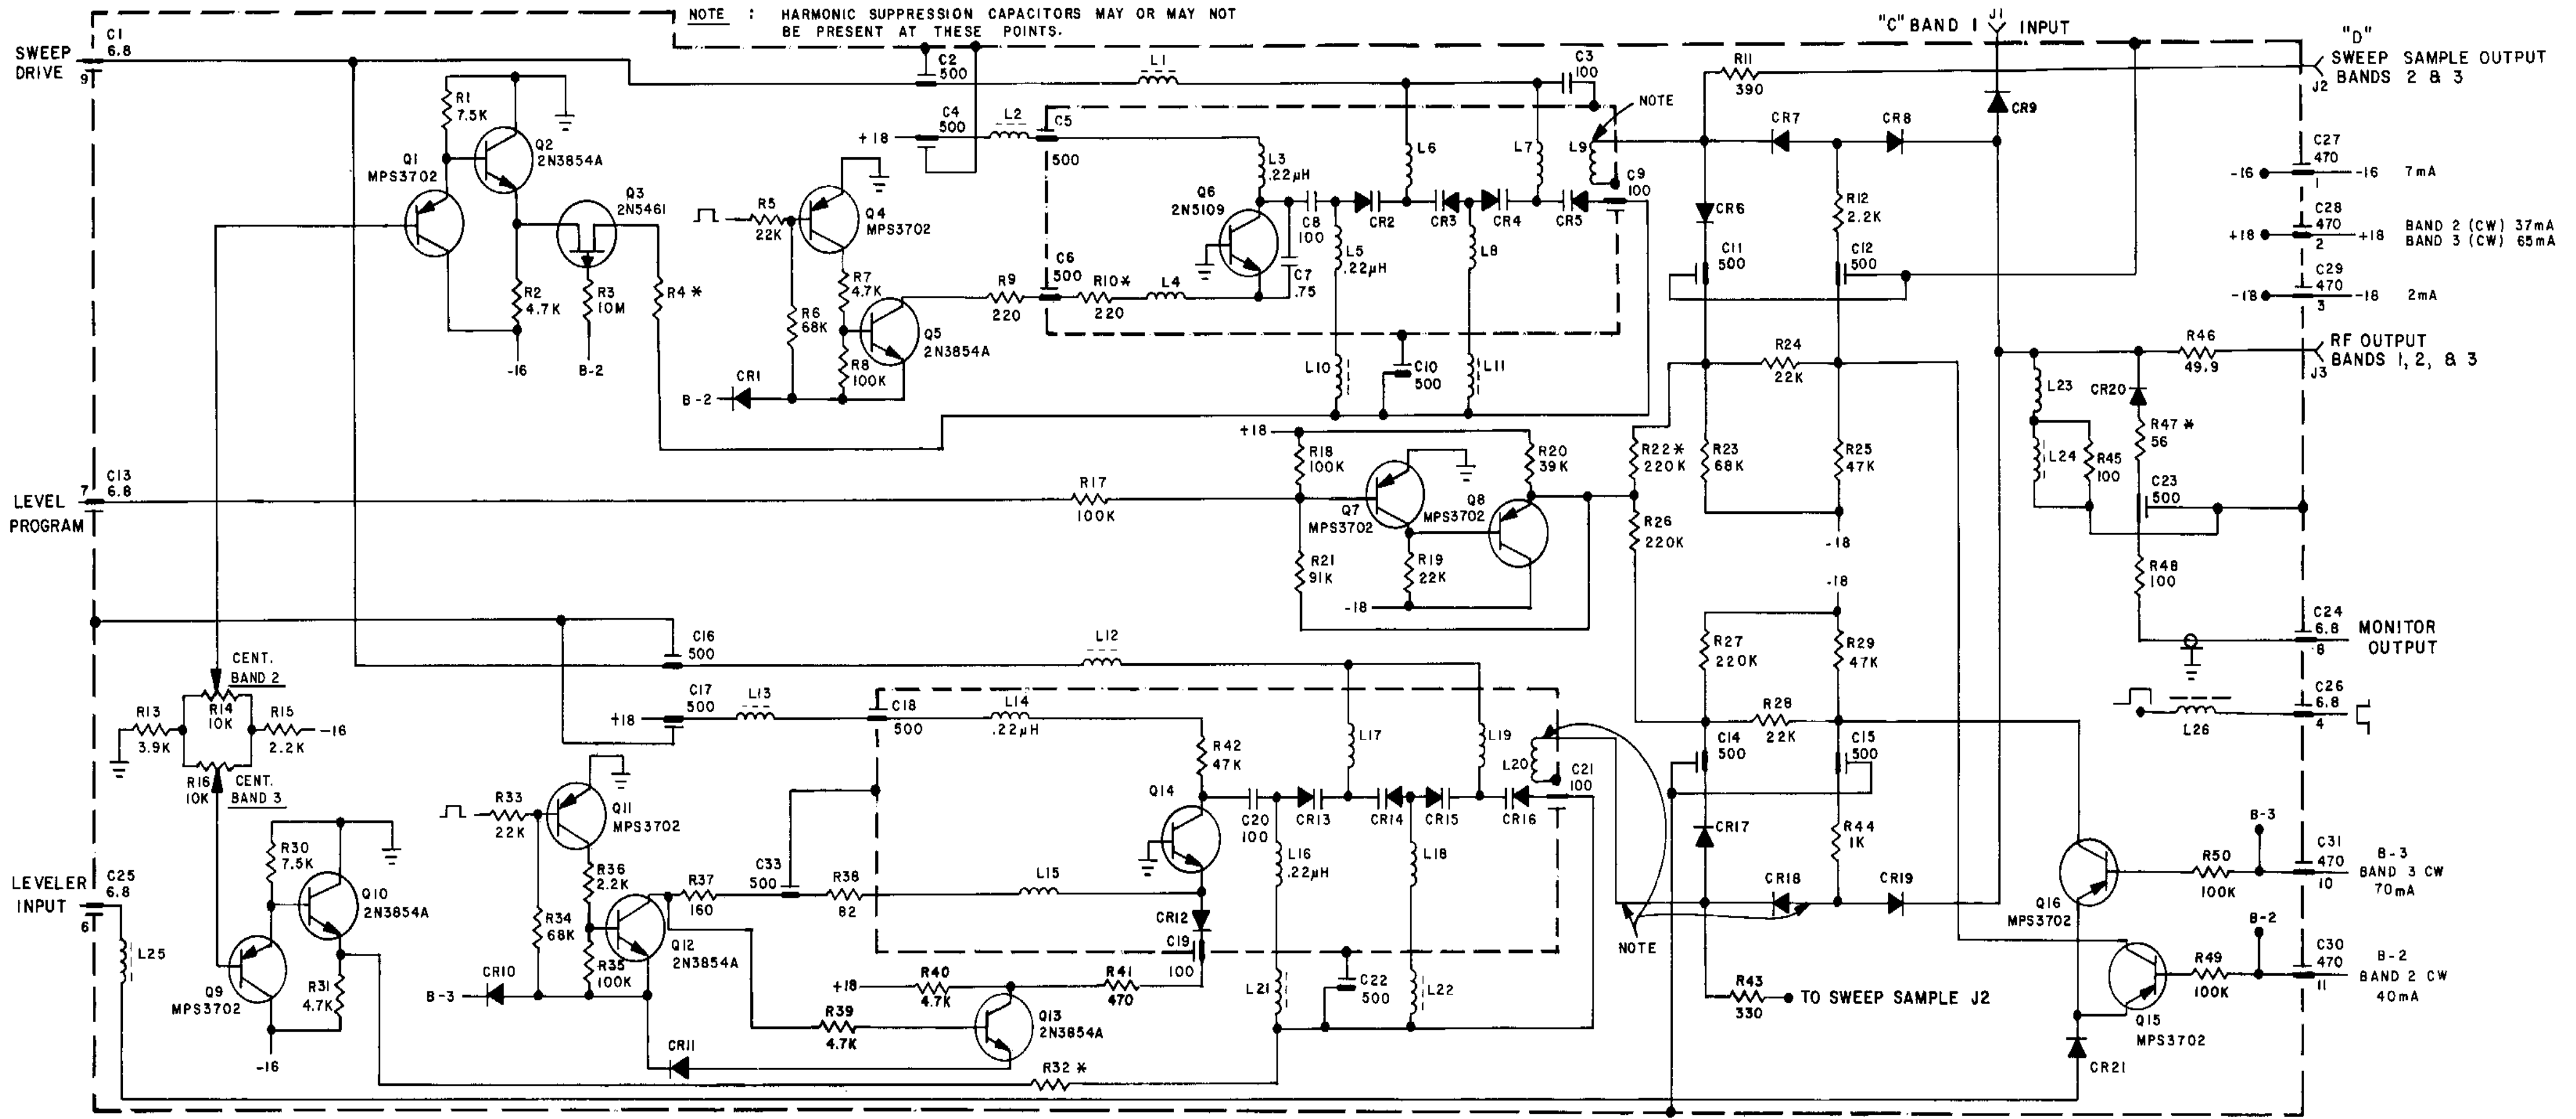 NOTE : HARMONIC SUPPRESSION CAPACITORS MAY OR MAY NOT
BE PRESENT AT THESE POINTS.
"C" BAND 1 INPUT
J1
"D"
SWEEP SAMPLE OUTPUT
BANDS 2 & 3
J2
SWEEP
DRIVE
9
C1
6.8
R1
7.5K
Q2
2N3854A
Q1
MPS3702
Q3
2N5461
R2
4.7K
R3
10M
R4*
-16
B-2
C2
500
L1
C3
100
C4
500
+18
L2
C5
500
NOTE
R5
22K
Q4
MPS3702
R6
68K
R7
4.7K
Q5
2N3854A
R8
100K
CR1
B-2
R9
220
C6
500
R10*
220
L4
L3
.22µH
Q6
2N5109
C7
.75
C8
100
CR2
CR3
CR4
CR5
L5
.22µH
L6
L7
L8
L9
C9
100
L10
C10
500
L11
R11
390
CR7
CR8
CR9
CR6
R12
2.2K
C11
500
C12
500
R24
22K
R22*
220K
R23
68K
R25
47K
R26
220K
-18
-18
C27
470
-16
-16
7mA
1
C28
470
+18
+18
2
BAND 2 (CW) 37mA
BAND 3 (CW) 65mA
C29
470
-18
-18
2mA
3
R46
49.9
RF OUTPUT
BANDS 1, 2, & 3
J3
L23
CR20
R47 *
56
L24
R45
100
C23
500
R48
100
C24
6.8
8
MONITOR
OUTPUT
C26
6.8
4
L26
LEVEL
PROGRAM
7
C13
6.8
R17
100K
+18
R18
100K
Q7
MPS3702
Q8
MPS3702
R20
39K
R19
22K
R21
91K
-18
C16
500
L12
C17
500
+18
L13
C18
500
L14
.22µH
CENT.
BAND 2
R13
3.9K
R14
10K
R15
2.2K
-16
R16
10K
CENT.
BAND 3
R42
47K
L17
L19
L20
C21
100
Q14
C20
100
CR13
CR14
CR15
CR16
L16
.22µH
L18
L15
CR12
C19
100
R27
220K
R29
47K
R28
22K
C14
500
C15
500
CR17
R44
1K
CR18
CR19
NOTE
R43
330
TO SWEEP SAMPLE J2
R33
22K
Q11
MPS3702
R34
68K
R36
2.2K
R35
100K
Q12
2N3854A
R37
160
C33
500
R38
82
CR10
B-3
R39
4.7K
R40
4.7K
+18
R41
470
Q13
2N3854A
CR11
R32 *
L21
C22
500
L22
R30
7.5K
Q10
2N3854A
R31
4.7K
Q9
MPS3702
-16
LEVELER
INPUT
6
C25
6.8
L25
Q16
MPS3702
R50
100K
B-3
C31
470
10
B-3
BAND 3 CW
70mA
B-2
R49
100K
C30
470
11
B-2
BAND 2 CW
40mA
Q15
MPS3702
CR21